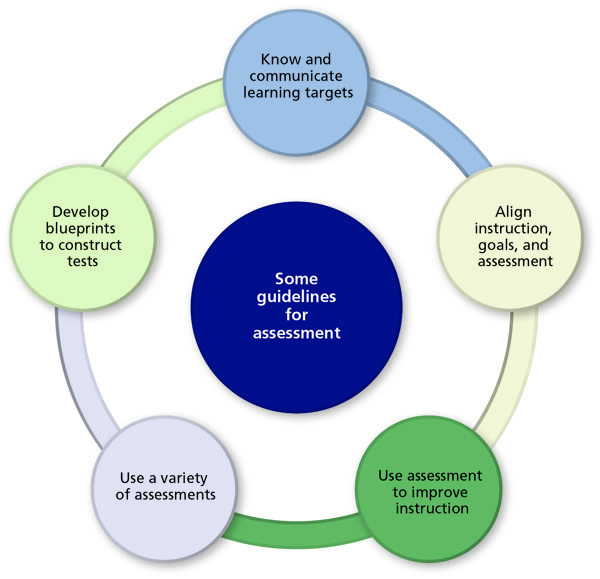 Know and
communicate
learning targets
Align
instruction,
goals, and
assessment
Use assessment
to improve
instruction
Use a variety
of assessments
Develop
blueprints
to construct
tests
Some
guidelines
for
assessment